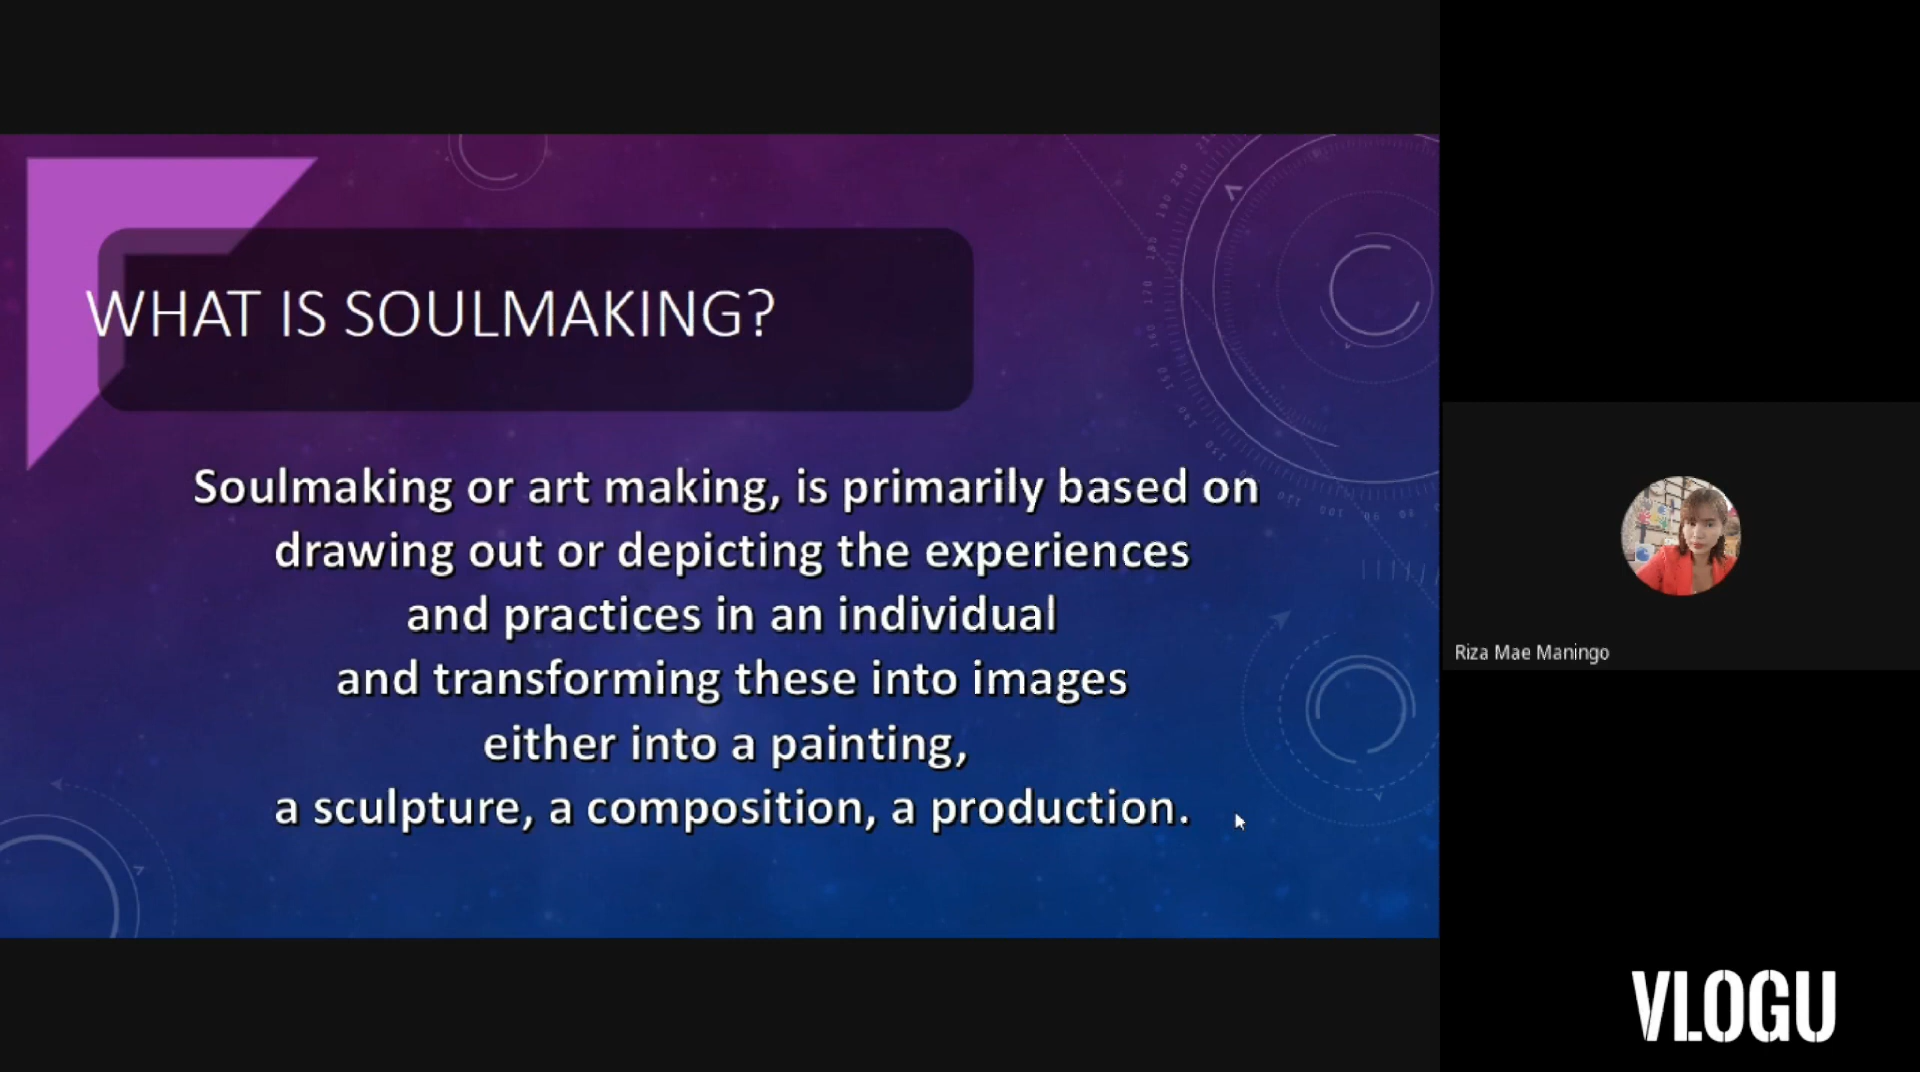 WHAT IS SOULMAKING?
Soulmaking or art making, is primarily based on
drawing out or depicting the experiences
and practices in an individual
and transforming these into images
either into a painting,
a sculpture, a composition, a production.
Riza Mae Maningo
VLOGU